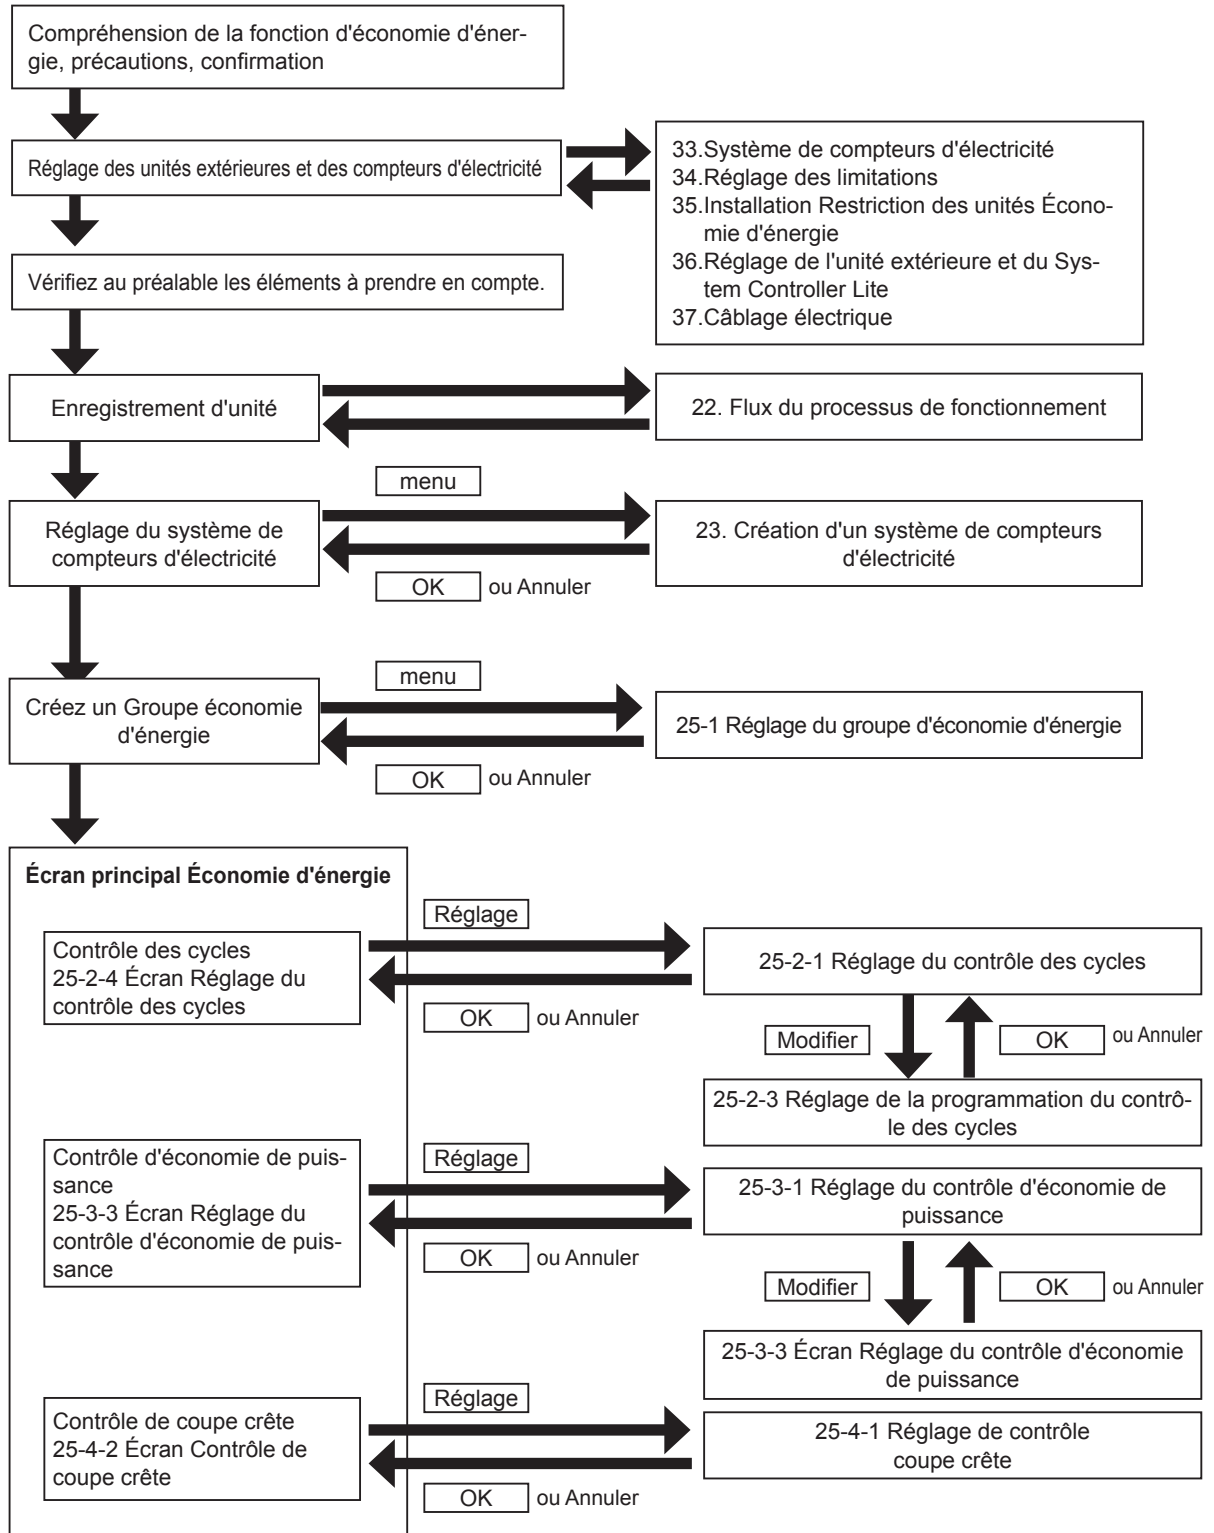 Compréhension de la fonction d'économie d'éner-
gie, précautions, confirmation
Réglage des unités extérieures et des compteurs d'électricité
33.Système de compteurs d'électricité
34.Réglage des limitations
35.Installation Restriction des unités Écono-
mie d'énergie
36.Réglage de l'unité extérieure et du Sys-
tem Controller Lite
37.Câblage électrique
Vérifiez au préalable les éléments à prendre en compte.
Enregistrement d'unité
22. Flux du processus de fonctionnement
menu
Réglage du système de
compteurs d'électricité
23. Création d'un système de compteurs
d'électricité
OK ou Annuler
menu
Créez un Groupe économie
d'énergie
25-1 Réglage du groupe d'économie d'énergie
OK ou Annuler
Écran principal Économie d'énergie
Réglage
Contrôle des cycles
25-2-4 Écran Réglage du
contrôle des cycles
25-2-1 Réglage du contrôle des cycles
OK ou Annuler
Modifier
OK ou Annuler
25-2-3 Réglage de la programmation du contrô-
le des cycles
Réglage
Contrôle d'économie de puis-
sance
25-3-3 Écran Réglage du
contrôle d'économie de puis-
sance
25-3-1 Réglage du contrôle d'économie de
puissance
OK ou Annuler
Modifier
OK ou Annuler
25-3-3 Écran Réglage du contrôle d'économie
de puissance
Réglage
Contrôle de coupe crête
25-4-2 Écran Contrôle de
coupe crête
25-4-1 Réglage de contrôle
coupe crête
OK ou Annuler